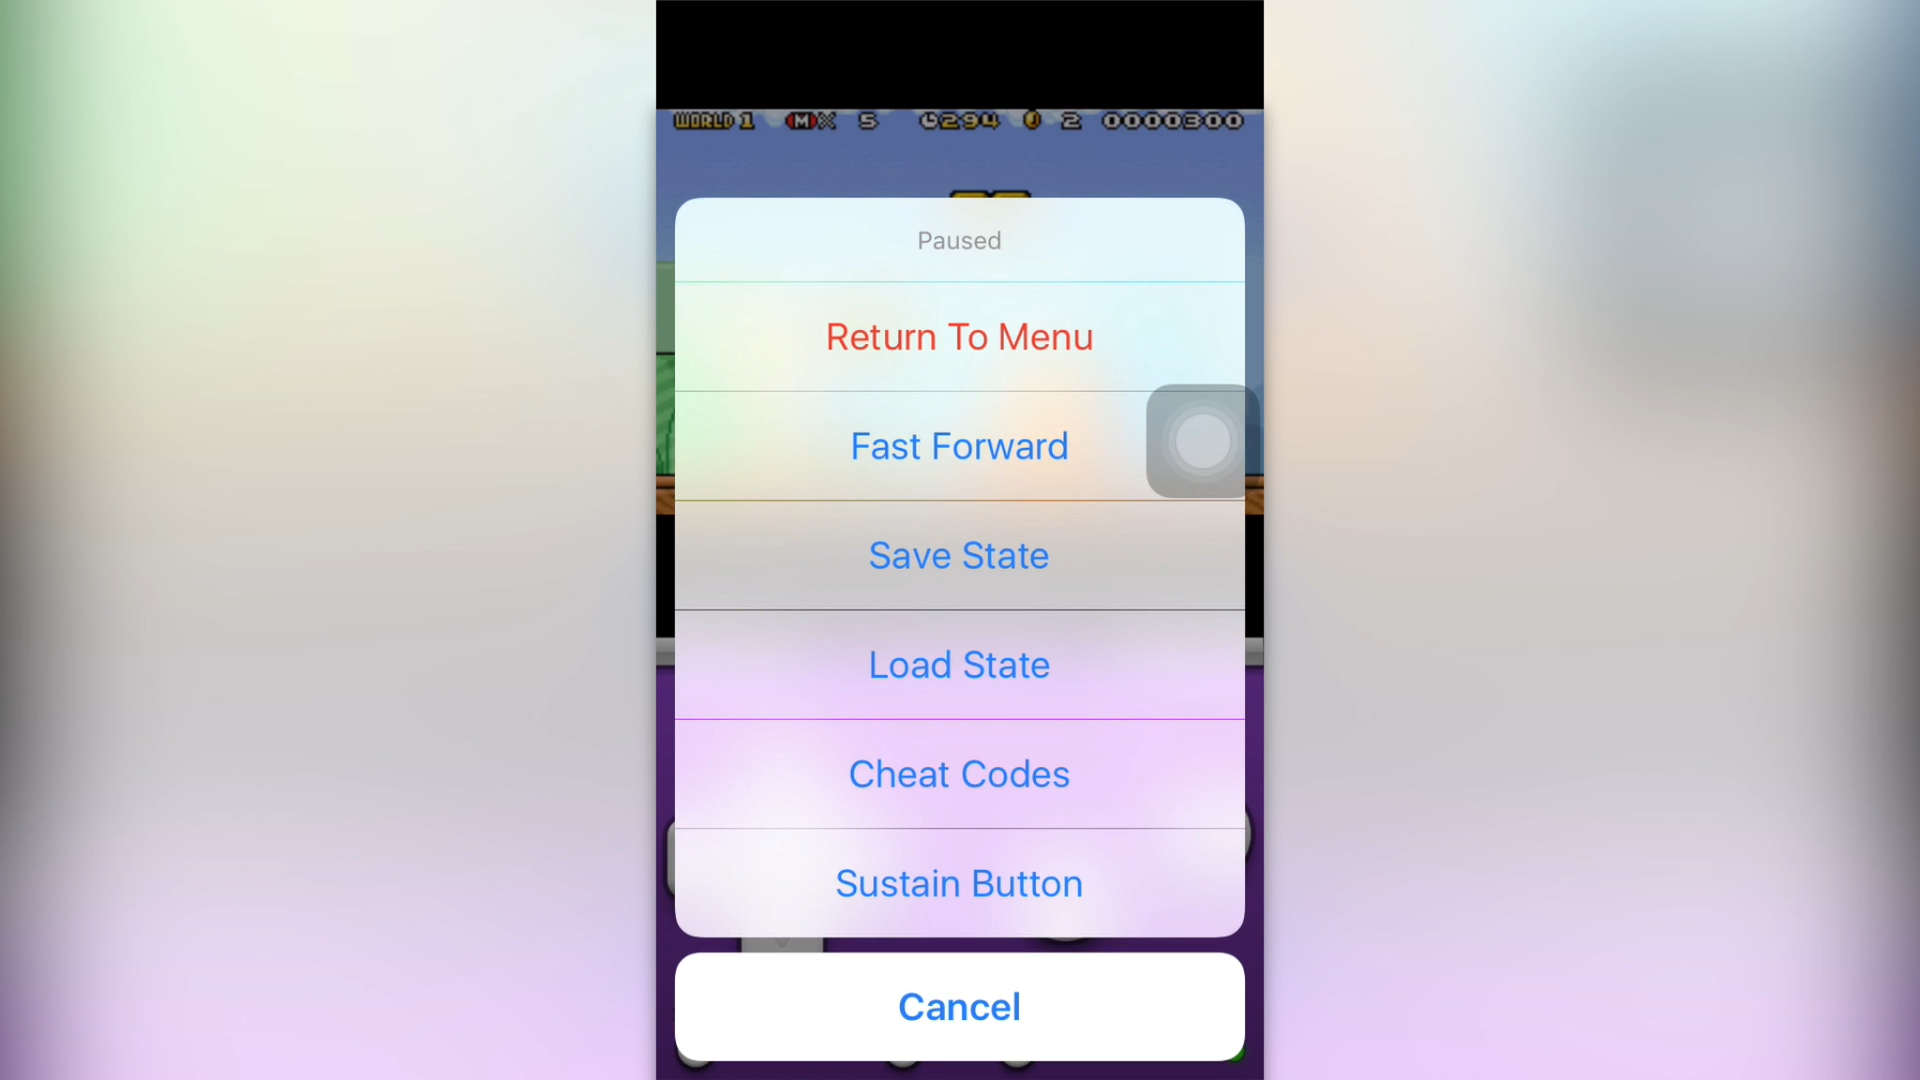 WORLD 1 MX 5 294 2 0000300
Paused
Return To Menu
Fast Forward
Save State
Load State
Cheat Codes
Sustain Button
Cancel